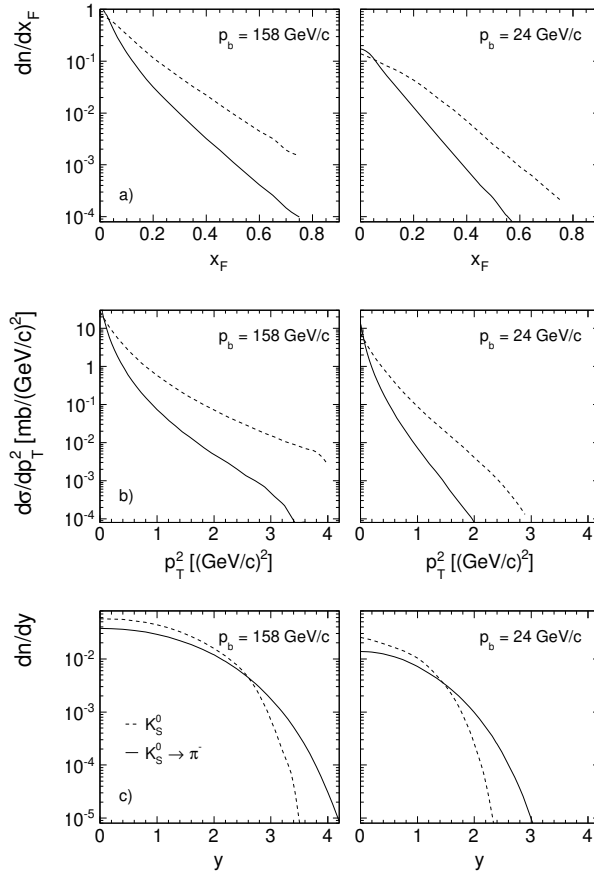 dn/dx_F
p_b = 158 GeV/c
p_b = 24 GeV/c
10^-1
10^-2
10^-3
10^-4
a)
0 0.2 0.4 0.6 0.8
0 0.2 0.4 0.6 0.8
x_F
x_F
dσ/dp_T^2 [mb/(GeV/c)^2]
p_b = 158 GeV/c
p_b = 24 GeV/c
10
1
10^-1
10^-2
10^-3
10^-4
b)
0 1 2 3 4
0 1 2 3 4
p_T^2 [(GeV/c)^2]
p_T^2 [(GeV/c)^2]
dn/dy
p_b = 158 GeV/c
p_b = 24 GeV/c
10^-2
10^-3
10^-4
10^-5
K_S^0
K_S^0 → π^-
c)
0 1 2 3 4
0 1 2 3 4
y
y